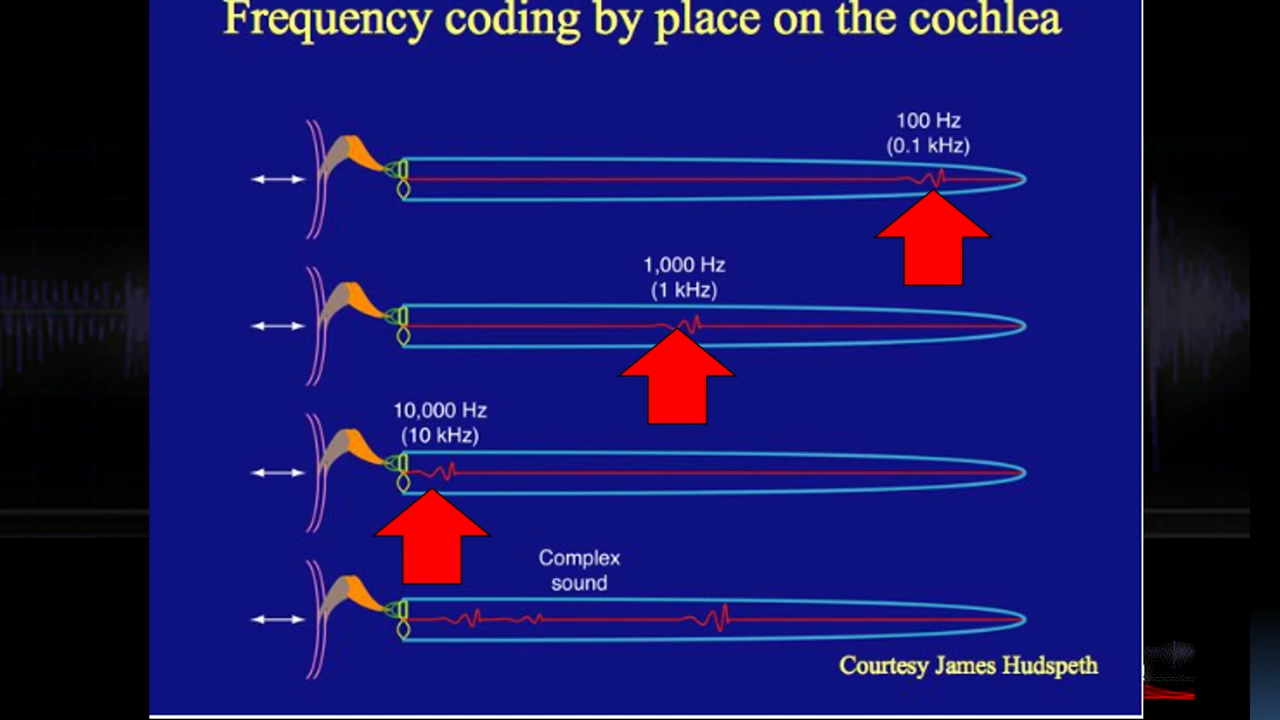 Frequency coding by place on the cochlea
100 Hz
(0.1 kHz)
1,000 Hz
(1 kHz)
10,000 Hz
(10 kHz)
Complex
sound
Courtesy James Hudspeth